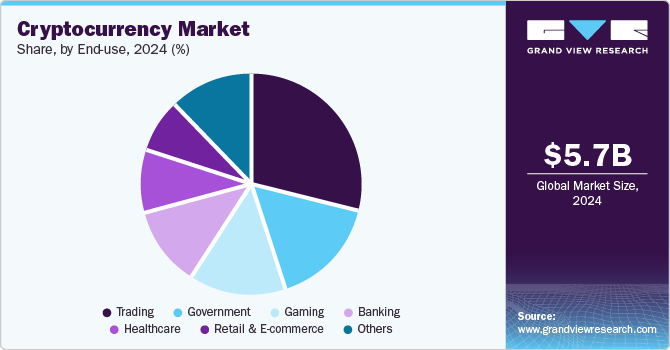 Cryptocurrency Market
Share, by End-use, 2024 (%)
Trading
Government
Gaming
Banking
Healthcare
Retail & E-commerce
Others
GRAND VIEW RESEARCH
$5.7B
Global Market Size,
2024
Source:
www.grandviewresearch.com